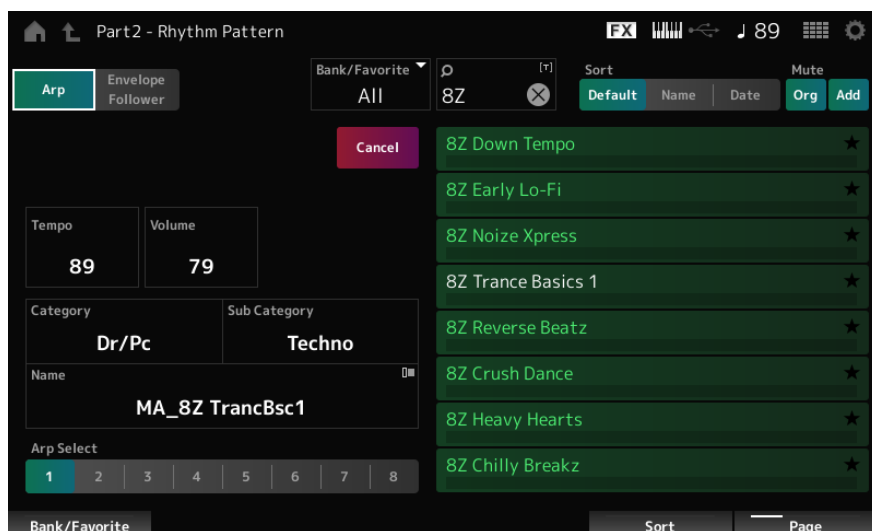 Part2 - Rhythm Pattern
FX
♩ 89
Arp
Envelope
Follower
Bank/Favorite
All
[T]
8Z
Sort
Default
Name
Date
Mute
Org
Add
Cancel
8Z Down Tempo
8Z Early Lo-Fi
8Z Noize Xpress
8Z Trance Basics 1
8Z Reverse Beatz
8Z Crush Dance
8Z Heavy Hearts
8Z Chilly Breakz
Tempo
89
Volume
79
Category
Dr/Pc
Sub Category
Techno
Name
MA_8Z TrancBsc1
Arp Select
1 2 3 4 5 6 7 8
Bank/Favorite
Sort
Page